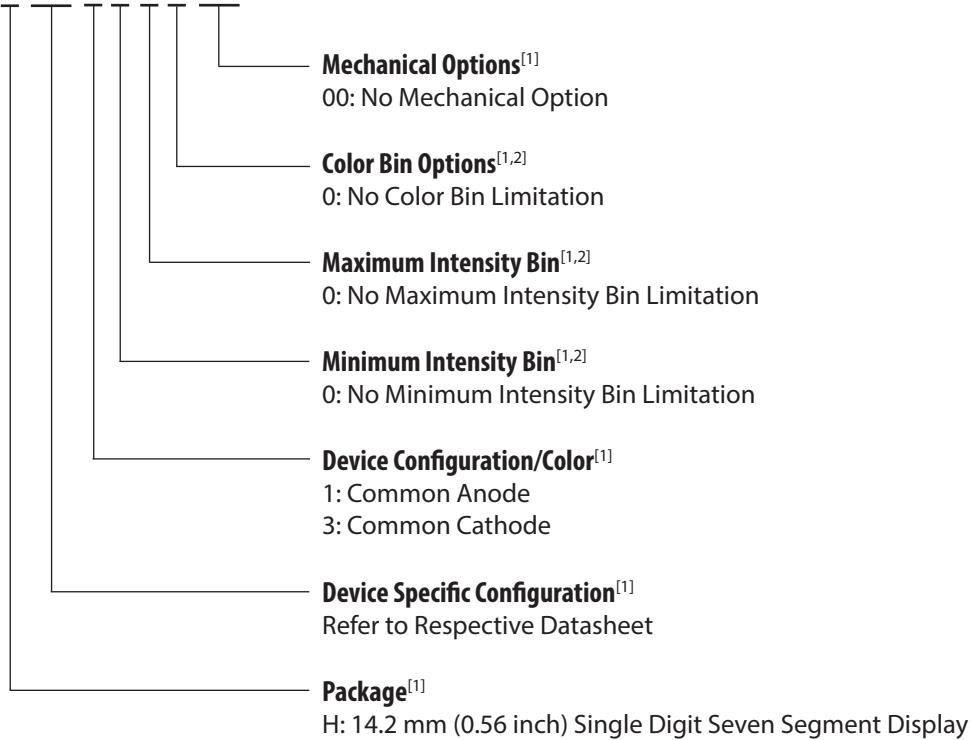 Mechanical Options[1]
00: No Mechanical Option
Color Bin Options[1,2]
0: No Color Bin Limitation
Maximum Intensity Bin[1,2]
0: No Maximum Intensity Bin Limitation
Minimum Intensity Bin[1,2]
0: No Minimum Intensity Bin Limitation
Device Configuration/Color[1]
1: Common Anode
3: Common Cathode
Device Specific Configuration[1]
Refer to Respective Datasheet
Package[1]
H: 14.2 mm (0.56 inch) Single Digit Seven Segment Display